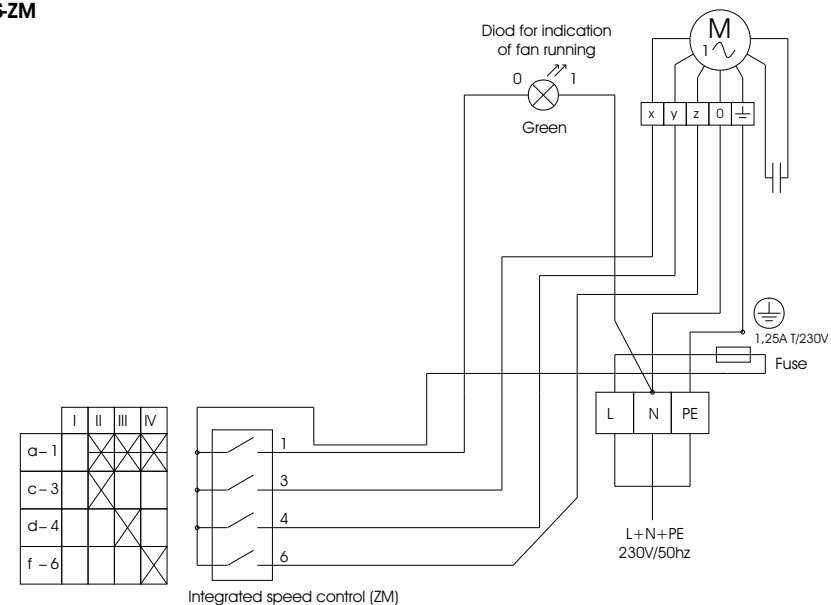 S-ZM
Diod for indication
of fan running
0 1
Green
M
1
x y z 0
1,25A T/230V
Fuse
L N PE
L+N+PE
230V/50hz
I II III IV
a-1
c-3
d-4
f -6
1
3
4
6
Integrated speed control (ZM)